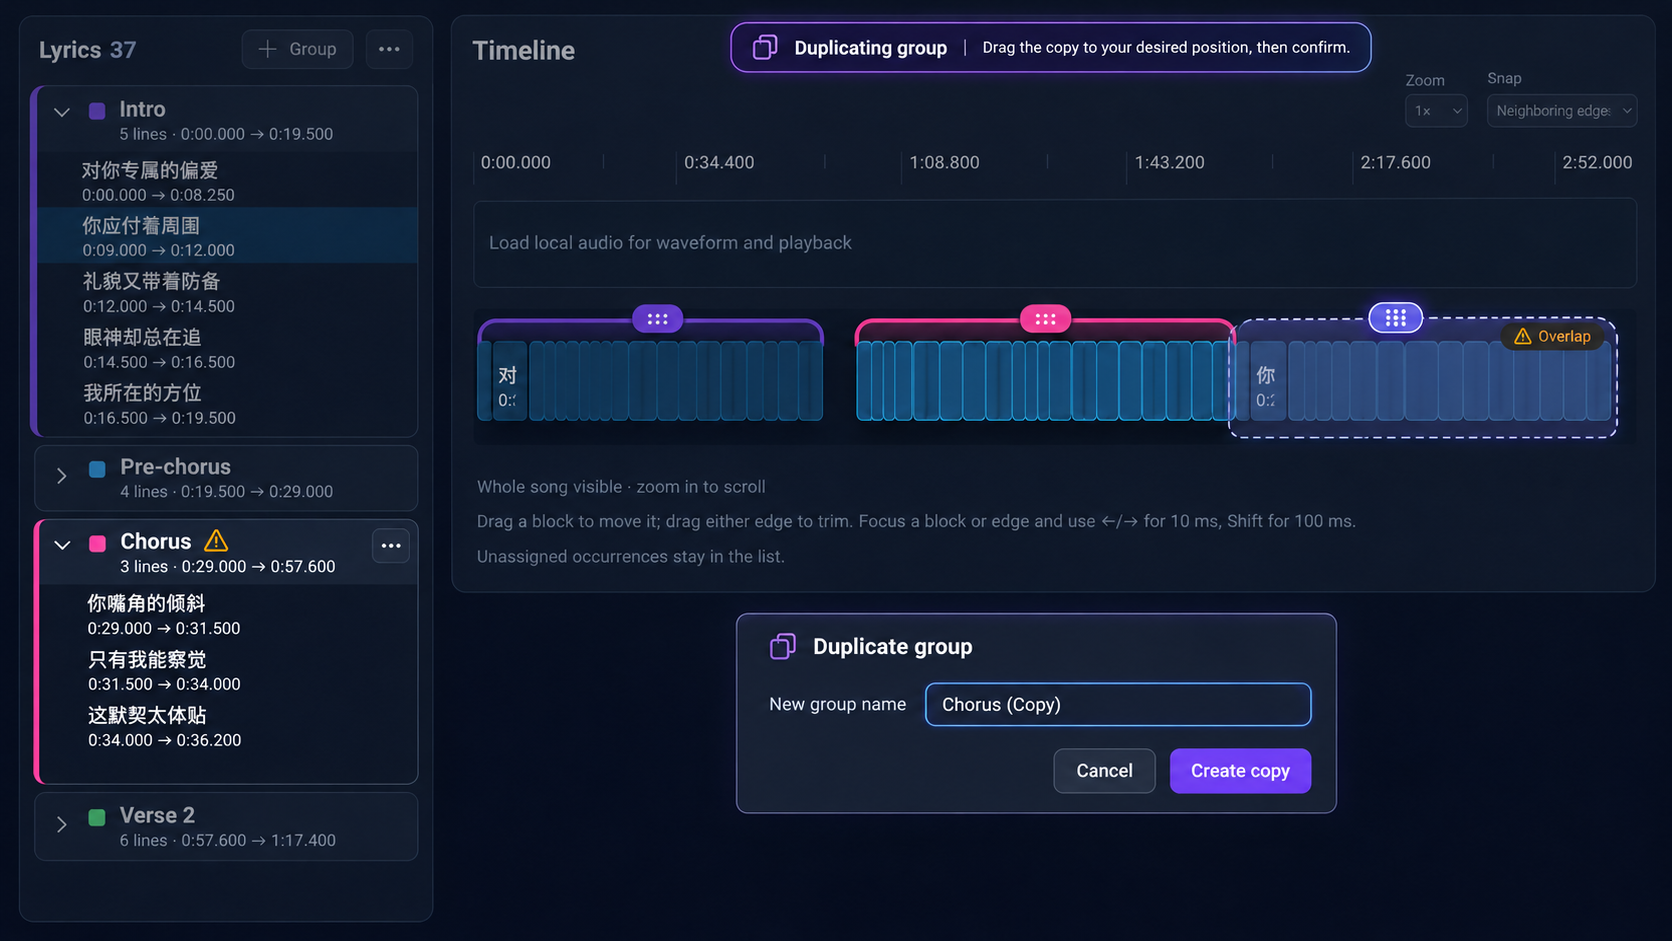 Lyrics 37
+ Group
Intro
5 lines · 0:00.000 → 0:19.500
对你专属的偏爱
0:00.000 → 0:08.250
你应付着周围
0:09.000 → 0:12.000
礼貌又带着防备
0:12.000 → 0:14.500
眼神却总在追
0:14.500 → 0:16.500
我所在的方位
0:16.500 → 0:19.500
Pre-chorus
4 lines · 0:19.500 → 0:29.000
Chorus
3 lines · 0:29.000 → 0:57.600
你嘴角的倾斜
0:29.000 → 0:31.500
只有我能察觉
0:31.500 → 0:34.000
这默契太体贴
0:34.000 → 0:36.200
Verse 2
6 lines · 0:57.600 → 1:17.400
Timeline
Duplicating group | Drag the copy to your desired position, then confirm.
Zoom
1×
Snap
Neighboring edge
0:00.000
0:34.400
1:08.800
1:43.200
2:17.600
2:52.000
Load local audio for waveform and playback
对
0:
你
0:
Overlap
Whole song visible · zoom in to scroll
Drag a block to move it; drag either edge to trim. Focus a block or edge and use ←/→ for 10 ms, Shift for 100 ms.
Unassigned occurrences stay in the list.
Duplicate group
New group name
Chorus (Copy)
Cancel
Create copy